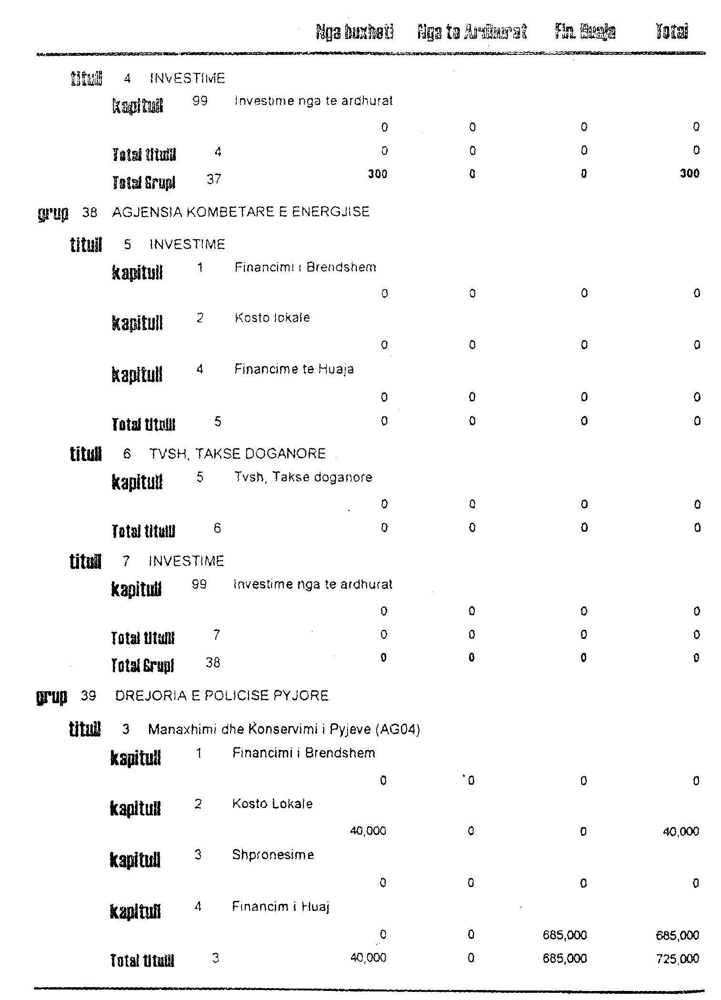 Nga buxheti Nga te Ardhurat Fin. Huaja Total
titull 4 INVESTIME
kapitull 99 Investime nga te ardhurat
0 0 0 0
Total titulli 4 0 0 0 0
Total Grupi 37 300 0 0 300
grup 38 AGJENSIA KOMBETARE E ENERGJISE
titull 5 INVESTIME
kapitull 1 Financimi i Brendshem
0 0 0 0
kapitull 2 Kosto lokale
0 0 0 0
kapitull 4 Financime te Huaja
0 0 0 0
Total titulli 5 0 0 0 0
titull 6 TVSH, TAKSE DOGANORE
kapitull 5 Tvsh, Takse doganore
0 0 0 0
Total titulli 6 0 0 0 0
titull 7 INVESTIME
kapitull 99 Investime nga te ardhurat
0 0 0 0
Total titulli 7 0 0 0 0
Total Grupi 38 0 0 0 0
grup 39 DREJORIA E POLICISE PYJORE
titull 3 Manaxhimi dhe Konservimi i Pyjeve (AG04)
kapitull 1 Financimi i Brendshem
0 0 0 0
kapitull 2 Kosto Lokale
40,000 0 0 40,000
kapitull 3 Shpronesime
0 0 0 0
kapitull 4 Financim i Huaj
0 0 685,000 685,000
Total titulli 3 40,000 0 685,000 725,000